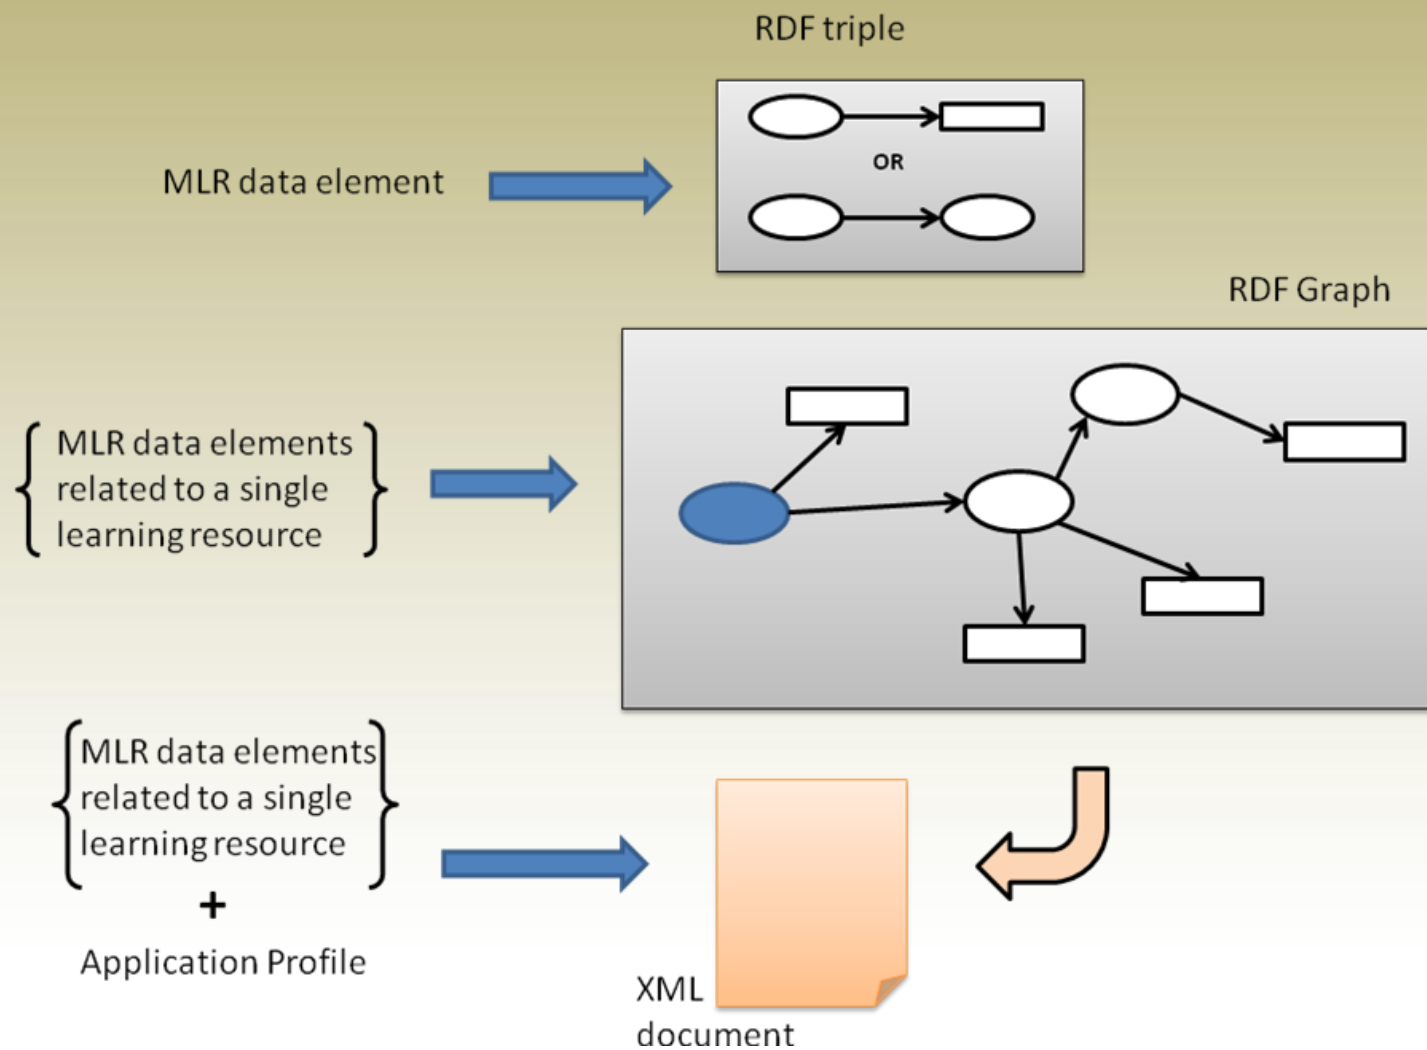 RDF triple
MLR data element
OR
RDF Graph
MLR data elements
related to a single
learning resource
MLR data elements
related to a single
learning resource
+
Application Profile
XML
document